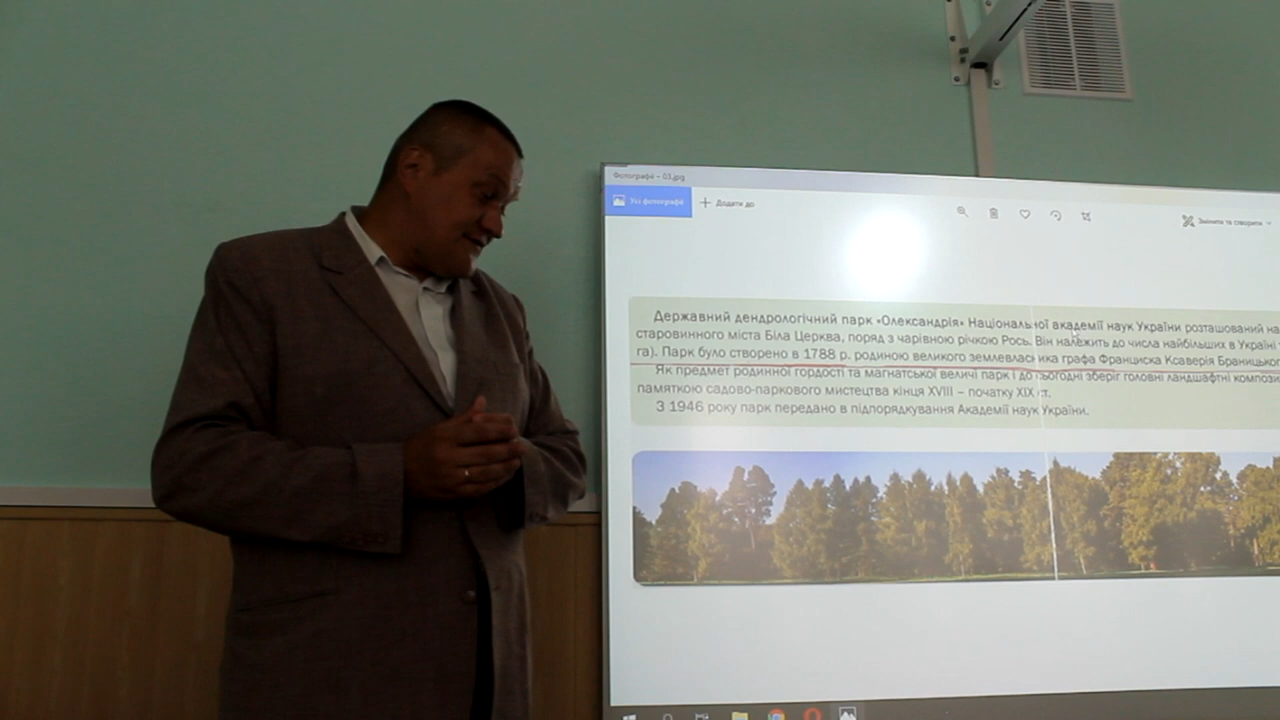 Фотографії – 03.jpg
Усі фотографії
Додати до
Змінити та створити
Державний дендрологічний парк «Олександрія» Національної академії наук України розташований на
старовинного міста Біла Церква, поряд з чарівною річкою Рось. Він належить до числа найбільших в Україні
га). Парк було створено в 1788 р. родиною великого землевласника графа Франциска Ксаверія Браницького
Як предмет родинної гордості та магнатської величі парк і до сьогодні зберіг головні ландшафтні композиц
памяткою садово-паркового мистецтва кінця XVIII – початку XIX ст.
З 1946 року парк передано в підпорядкування Академії наук України.